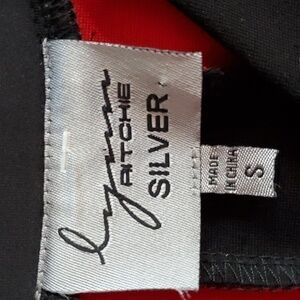 lynn
RITCHIE
SILVER
MADE
IN CHINA
S